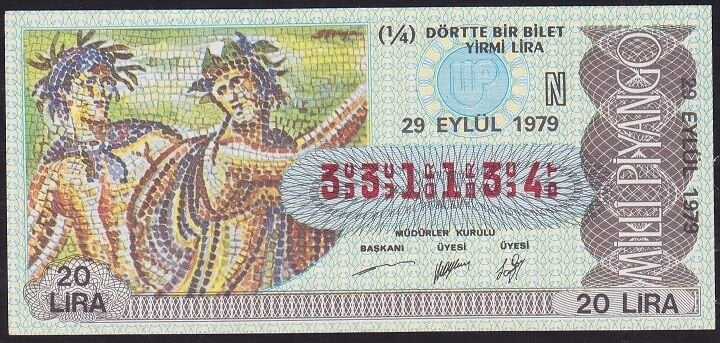 (¼) DÖRTTE BİR BİLET
YİRMİ LİRA
29 EYLÜL 1979
N
331134
MÜDÜRLER KURULU
BAŞKANI ÜYESİ ÜYESİ
20
LİRA
20 LİRA
MİLLİ PİYANGO
29 EYLÜL 1979